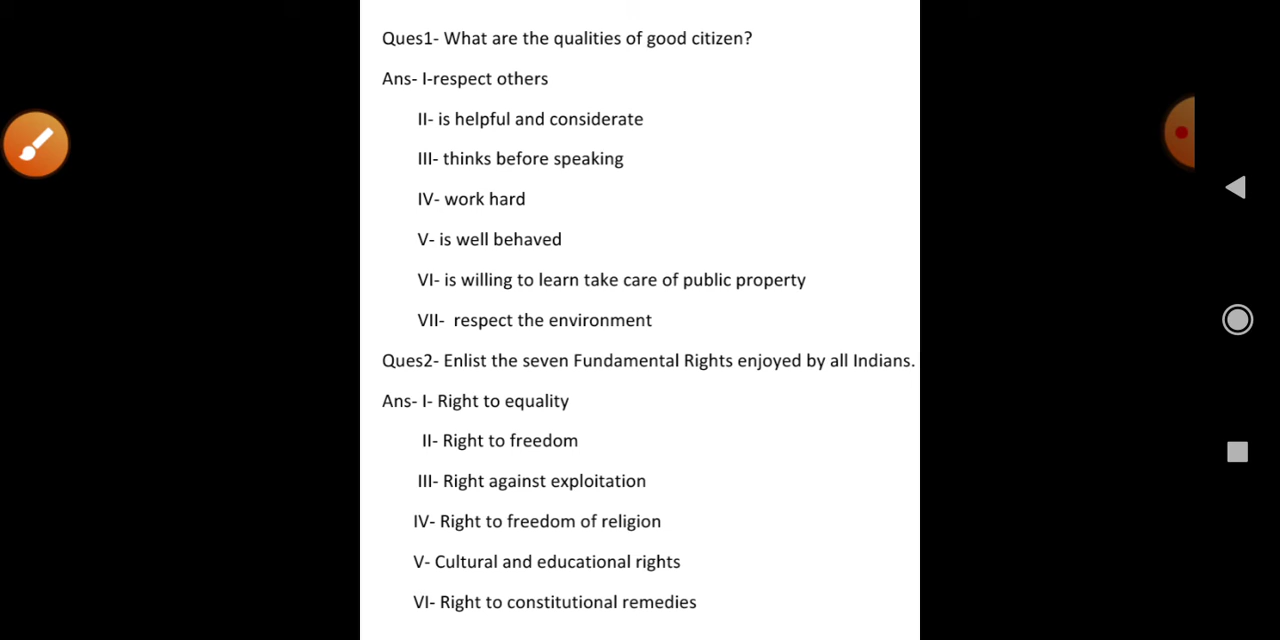 Ques1- What are the qualities of good citizen?
Ans- I-respect others
II- is helpful and considerate
III- thinks before speaking
IV- work hard
V- is well behaved
VI- is willing to learn take care of public property
VII- respect the environment
Ques2- Enlist the seven Fundamental Rights enjoyed by all Indians.
Ans- I- Right to equality
II- Right to freedom
III- Right against exploitation
IV- Right to freedom of religion
V- Cultural and educational rights
VI- Right to constitutional remedies